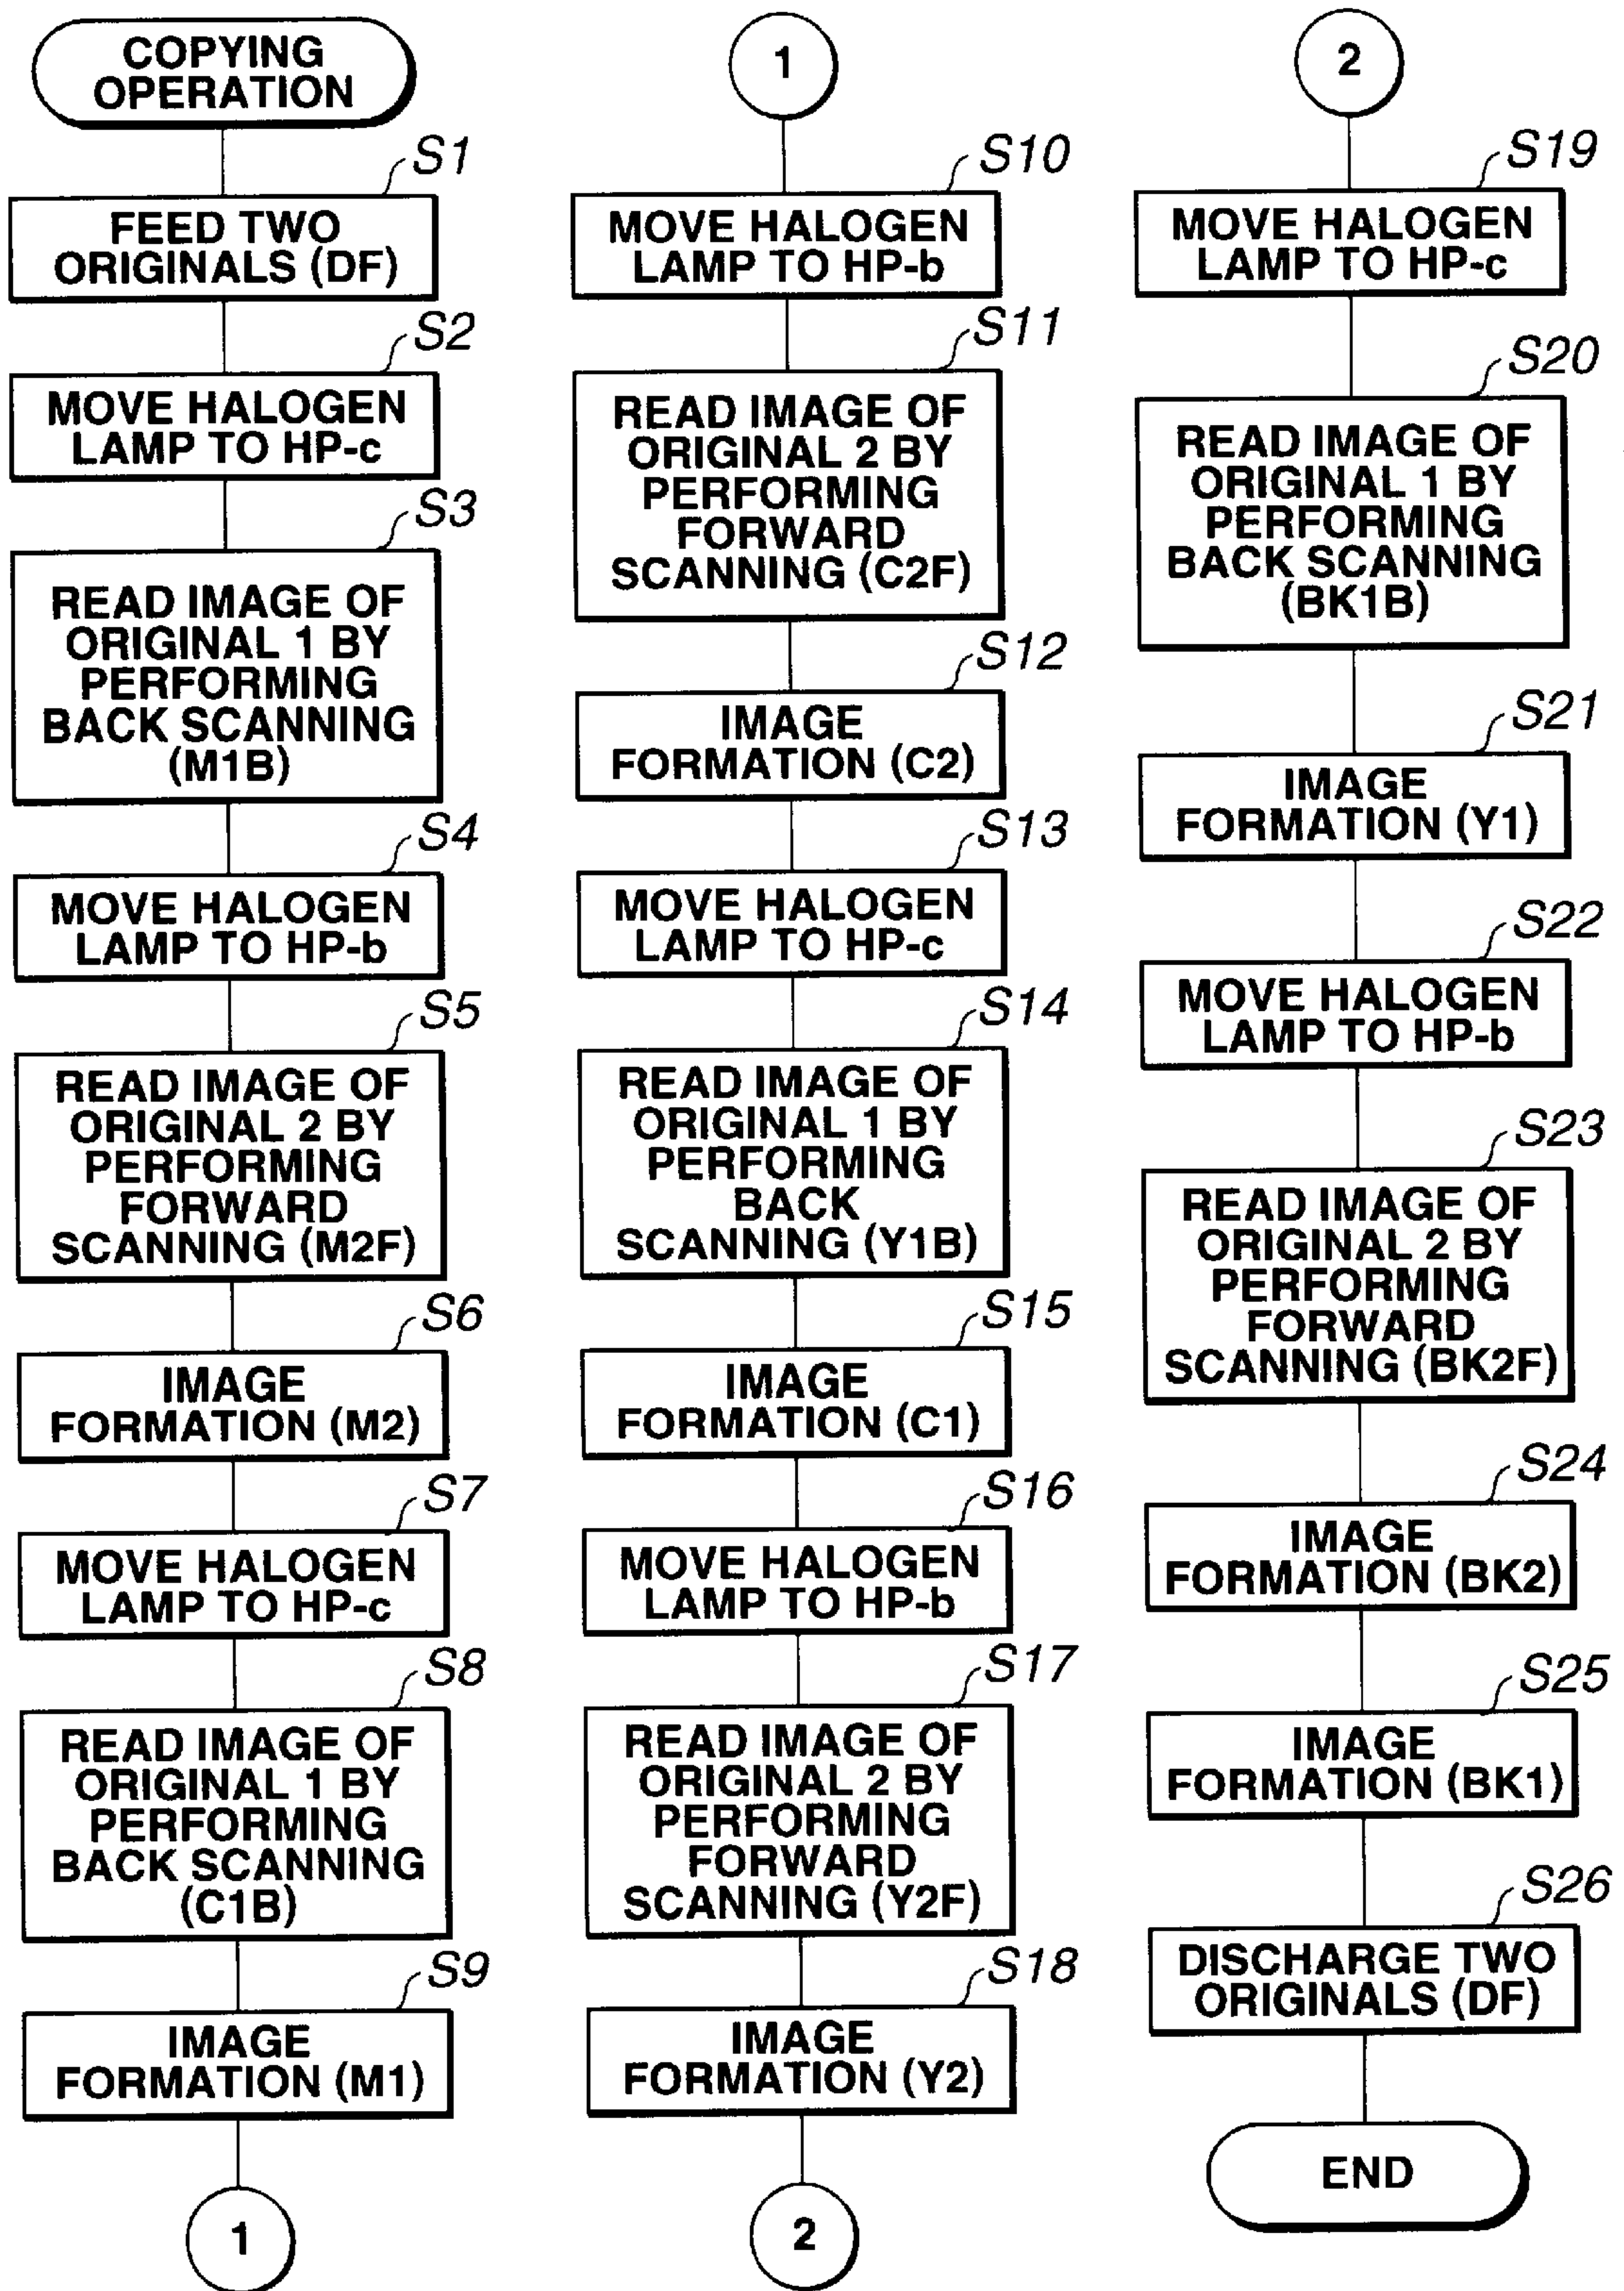 COPYING
OPERATION
S1
FEED TWO
ORIGINALS (DF)
S2
MOVE HALOGEN
LAMP TO HP-c
S3
READ IMAGE OF
ORIGINAL 1 BY
PERFORMING
BACK SCANNING
(M1B)
S4
MOVE HALOGEN
LAMP TO HP-b
S5
READ IMAGE OF
ORIGINAL 2 BY
PERFORMING
FORWARD
SCANNING (M2F)
S6
IMAGE
FORMATION (M2)
S7
MOVE HALOGEN
LAMP TO HP-c
S8
READ IMAGE OF
ORIGINAL 1 BY
PERFORMING
BACK SCANNING
(C1B)
S9
IMAGE
FORMATION (M1)
1
1
S10
MOVE HALOGEN
LAMP TO HP-b
S11
READ IMAGE OF
ORIGINAL 2 BY
PERFORMING
FORWARD
SCANNING (C2F)
S12
IMAGE
FORMATION (C2)
S13
MOVE HALOGEN
LAMP TO HP-c
S14
READ IMAGE OF
ORIGINAL 1 BY
PERFORMING
BACK
SCANNING (Y1B)
S15
IMAGE
FORMATION (C1)
S16
MOVE HALOGEN
LAMP TO HP-b
S17
READ IMAGE OF
ORIGINAL 2 BY
PERFORMING
FORWARD
SCANNING (Y2F)
S18
IMAGE
FORMATION (Y2)
2
2
S19
MOVE HALOGEN
LAMP TO HP-c
S20
READ IMAGE OF
ORIGINAL 1 BY
PERFORMING
BACK SCANNING
(BK1B)
S21
IMAGE
FORMATION (Y1)
S22
MOVE HALOGEN
LAMP TO HP-b
S23
READ IMAGE OF
ORIGINAL 2 BY
PERFORMING
FORWARD
SCANNING (BK2F)
S24
IMAGE
FORMATION (BK2)
S25
IMAGE
FORMATION (BK1)
S26
DISCHARGE TWO
ORIGINALS (DF)
END